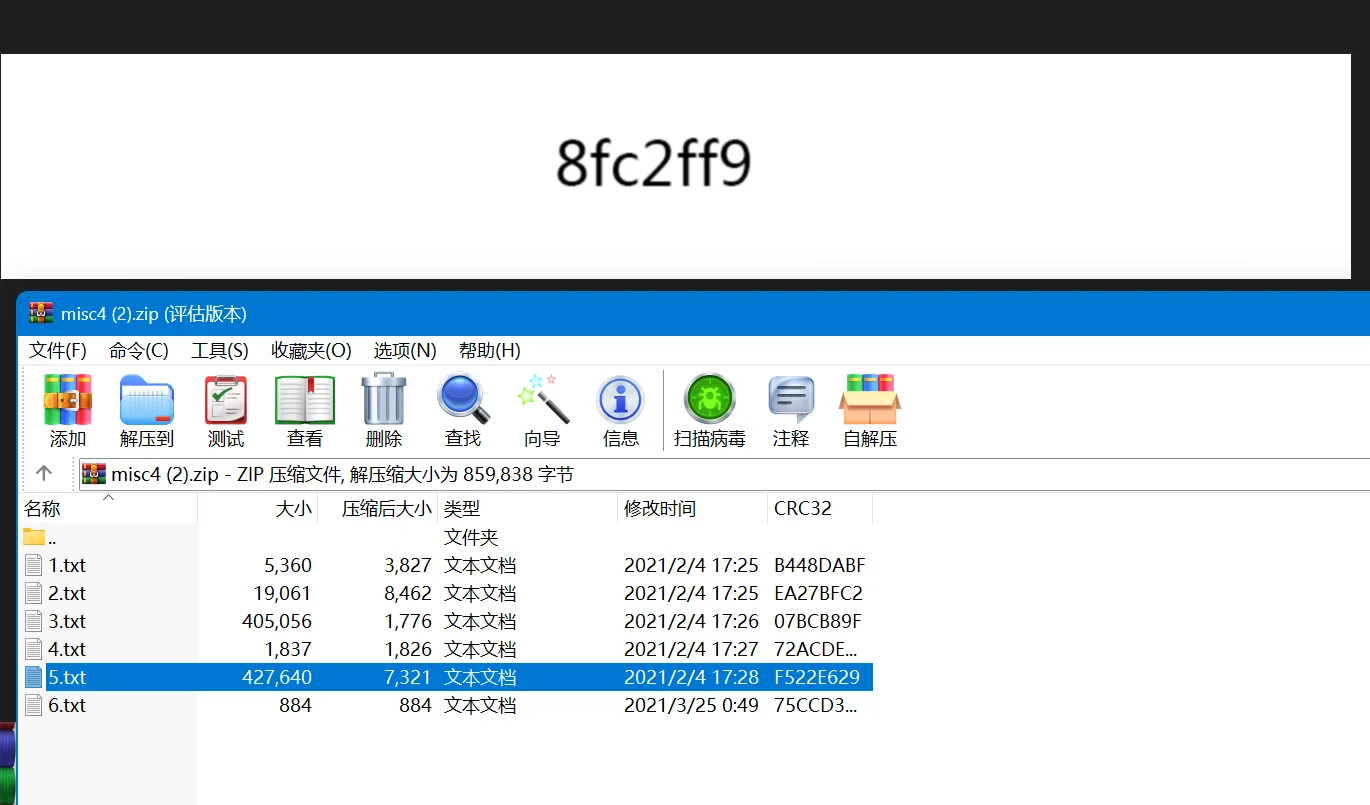 8fc2ff9
misc4 (2).zip (评估版本)
文件(F) 命令(C) 工具(S) 收藏夹(O) 选项(N) 帮助(H)
添加 解压到 测试 查看 删除 查找 向导 信息 扫描病毒 注释 自解压
misc4 (2).zip - ZIP 压缩文件, 解压缩大小为 859,838 字节
名称 大小 压缩后大小 类型 修改时间 CRC32
.. 文件夹
1.txt 5,360 3,827 文本文档 2021/2/4 17:25 B448DABF
2.txt 19,061 8,462 文本文档 2021/2/4 17:25 EA27BFC2
3.txt 405,056 1,776 文本文档 2021/2/4 17:26 07BCB89F
4.txt 1,837 1,826 文本文档 2021/2/4 17:27 72ACDE...
5.txt 427,640 7,321 文本文档 2021/2/4 17:28 F522E629
6.txt 884 884 文本文档 2021/3/25 0:49 75CCD3...